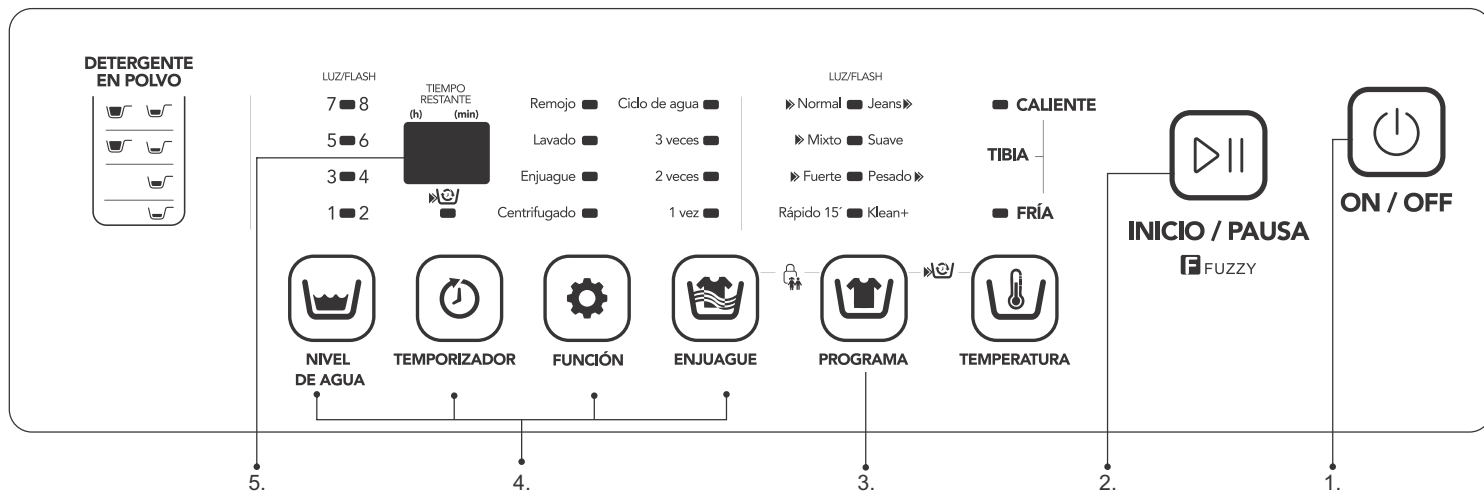 DETERGENTE
EN POLVO
LUZ/FLASH
7 8
5 6
3 4
1 2
TIEMPO
RESTANTE
(h) (min)
Remojo
Lavado
Enjuague
Centrifugado
Ciclo de agua
3 veces
2 veces
1 vez
LUZ/FLASH
Normal Jeans
Mixto Suave
Fuerte Pesado
Rápido 15´ Klean+
CALIENTE
TIBIA
FRÍA
INICIO / PAUSA
F FUZZY
ON / OFF
NIVEL
DE AGUA
TEMPORIZADOR
FUNCIÓN
ENJUAGUE
PROGRAMA
TEMPERATURA
5. 4. 3. 2. 1.